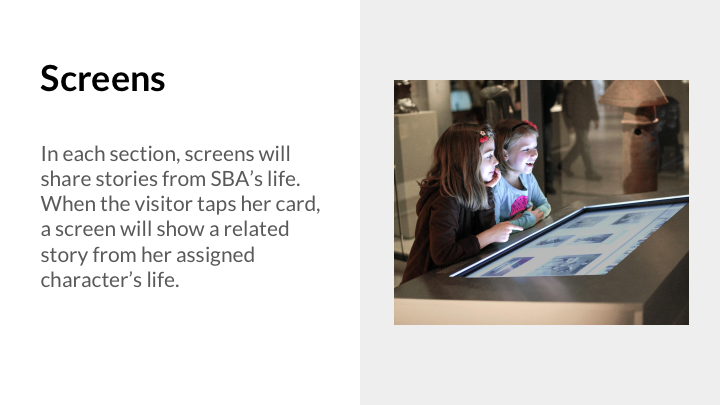 Screens
In each section, screens will
share stories from SBA’s life.
When the visitor taps her card,
a screen will show a related
story from her assigned
character’s life.